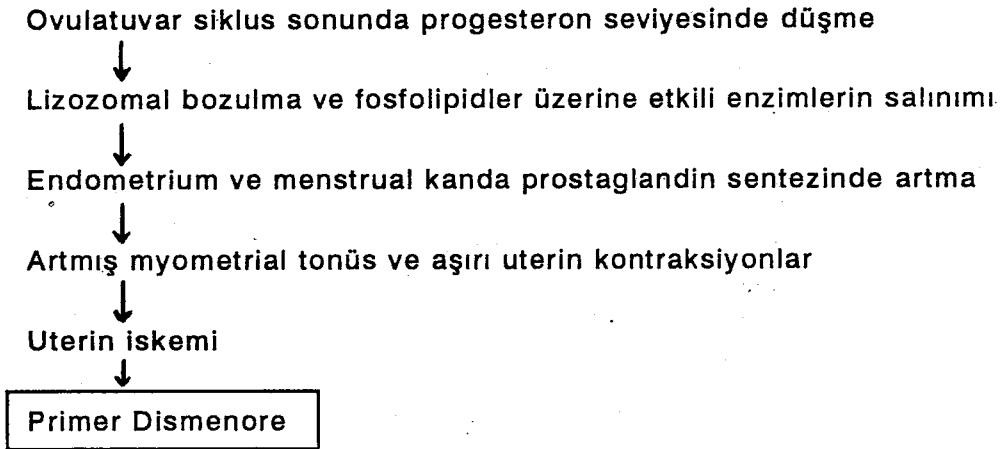 Ovulatuvar siklus sonunda progesteron seviyesinde düşme
Lizozomal bozulma ve fosfolipidler üzerine etkili enzimlerin salınımı
Endometrium ve menstrual kanda prostaglandin sentezinde artma
Artmış myometrial tonüs ve aşırı uterin kontraksiyonlar
Uterin iskemi
Primer Dismenore